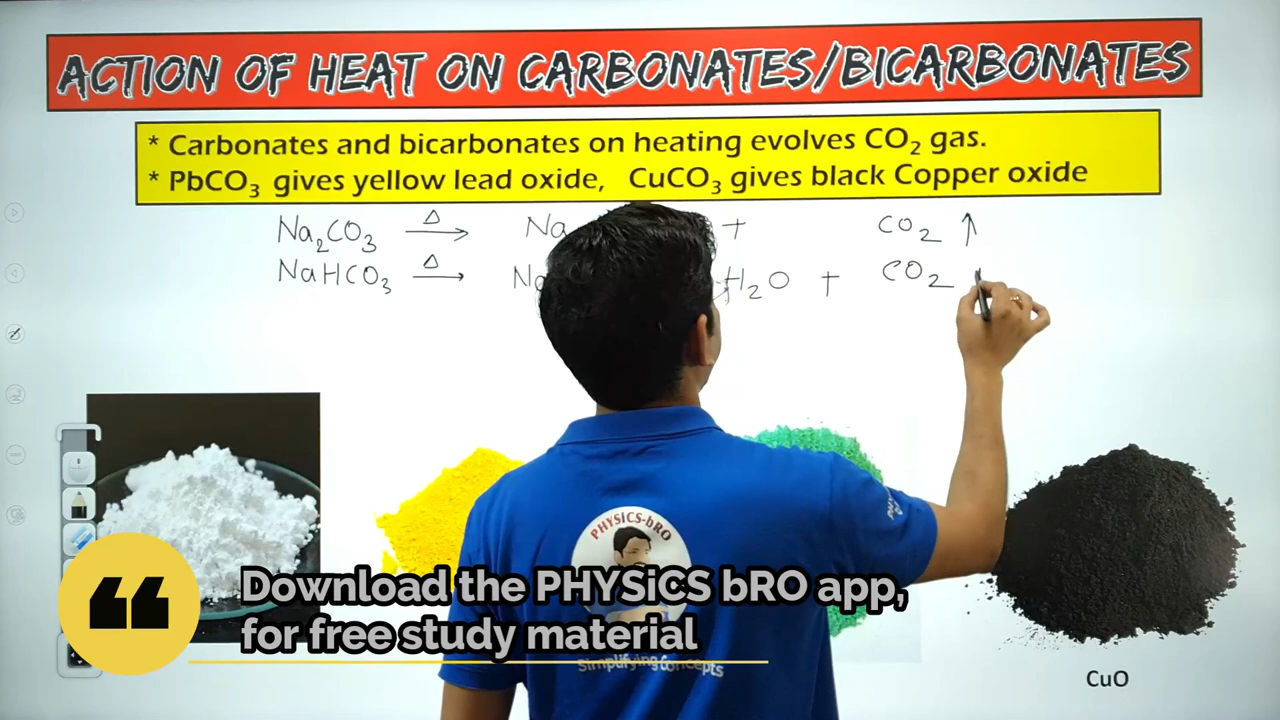 ACTION OF HEAT ON CARBONATES/BICARBONATES
* Carbonates and bicarbonates on heating evolves CO₂ gas.
* PbCO₃ gives yellow lead oxide, CuCO₃ gives black Copper oxide
Na₂CO₃ —Δ→ Na + CO₂ ↑
NaHCO₃ —Δ→ Na H₂O + CO₂
PHYSiCS-bRO
Simplifying Concepts
Download the PHYSiCS bRO app,
for free study material
CuO